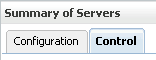 Summary of Servers
Configuration Control